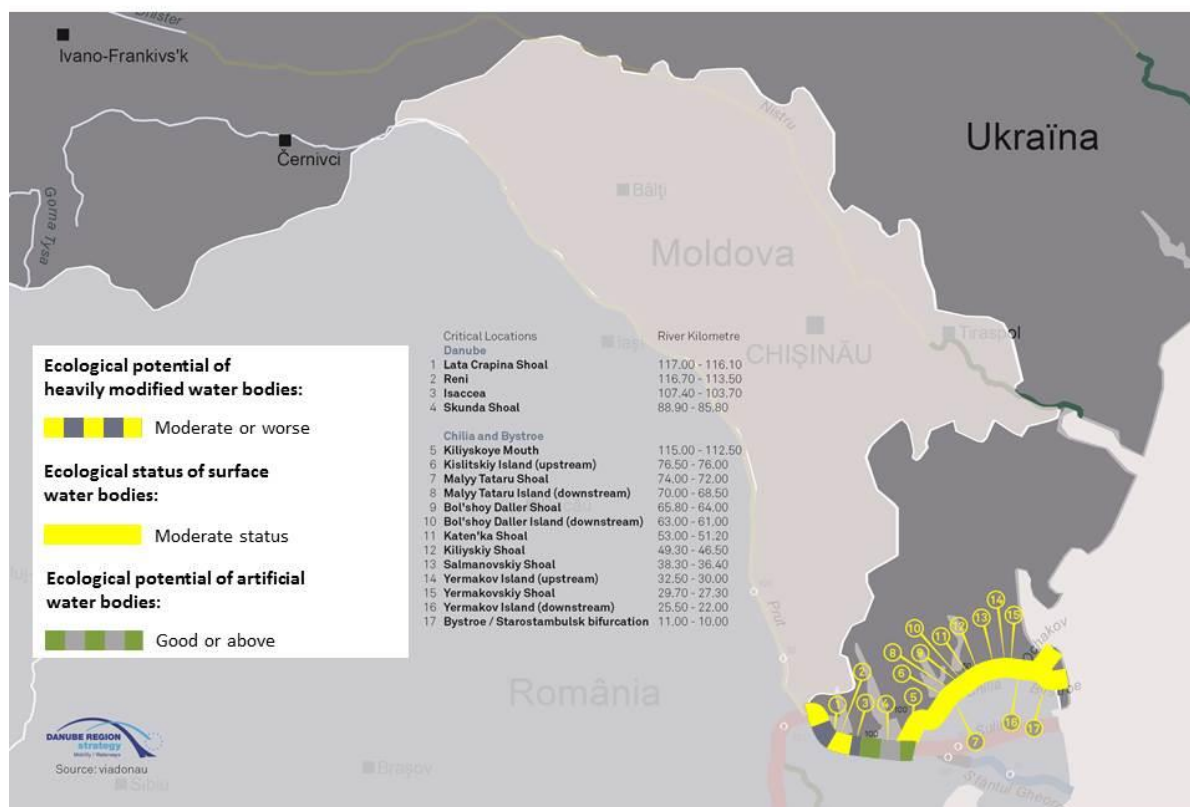 Dnister
Ivano-Frankivs'k
Černivci
Gorna Tysa
Nistru
Ukraïna
Bălţi
Moldova
Iaşi
CHIŞINĂU
Tiraspol
Prut
România
Braşov
Sibiu
Critical Locations River Kilometre
Danube
1 Lata Crapina Shoal 117.00 - 116.10
2 Reni 116.70 - 113.50
3 Isaccea 107.40 - 103.70
4 Skunda Shoal 88.90 - 85.80
Chilia and Bystroe
5 Kiliyskoye Mouth 115.00 - 112.50
6 Kislitskiy Island (upstream) 76.50 - 76.00
7 Malyy Tataru Shoal 74.00 - 72.00
8 Malyy Tataru Island (downstream) 70.00 - 68.50
9 Bol'shoy Daller Shoal 65.80 - 64.00
10 Bol'shoy Daller Island (downstream) 63.00 - 61.00
11 Katen'ka Shoal 53.00 - 51.20
12 Kiliyskiy Shoal 49.30 - 46.50
13 Salmanovskiy Shoal 38.30 - 36.40
14 Yermakov Island (upstream) 32.50 - 30.00
15 Yermakovskiy Shoal 29.70 - 27.30
16 Yermakov Island (downstream) 25.50 - 22.00
17 Bystroe / Starostambulsk bifurcation 11.00 - 10.00
Ecological potential of
heavily modified water bodies:
Moderate or worse
Ecological status of surface
water bodies:
Moderate status
Ecological potential of artificial
water bodies:
Good or above
DANUBE REGION
strategy
Mobility / Waterways
Source: viadonau
1
2
3
4
5
6
7
8
9
10
11
12
13
14
15
16
17
100
100